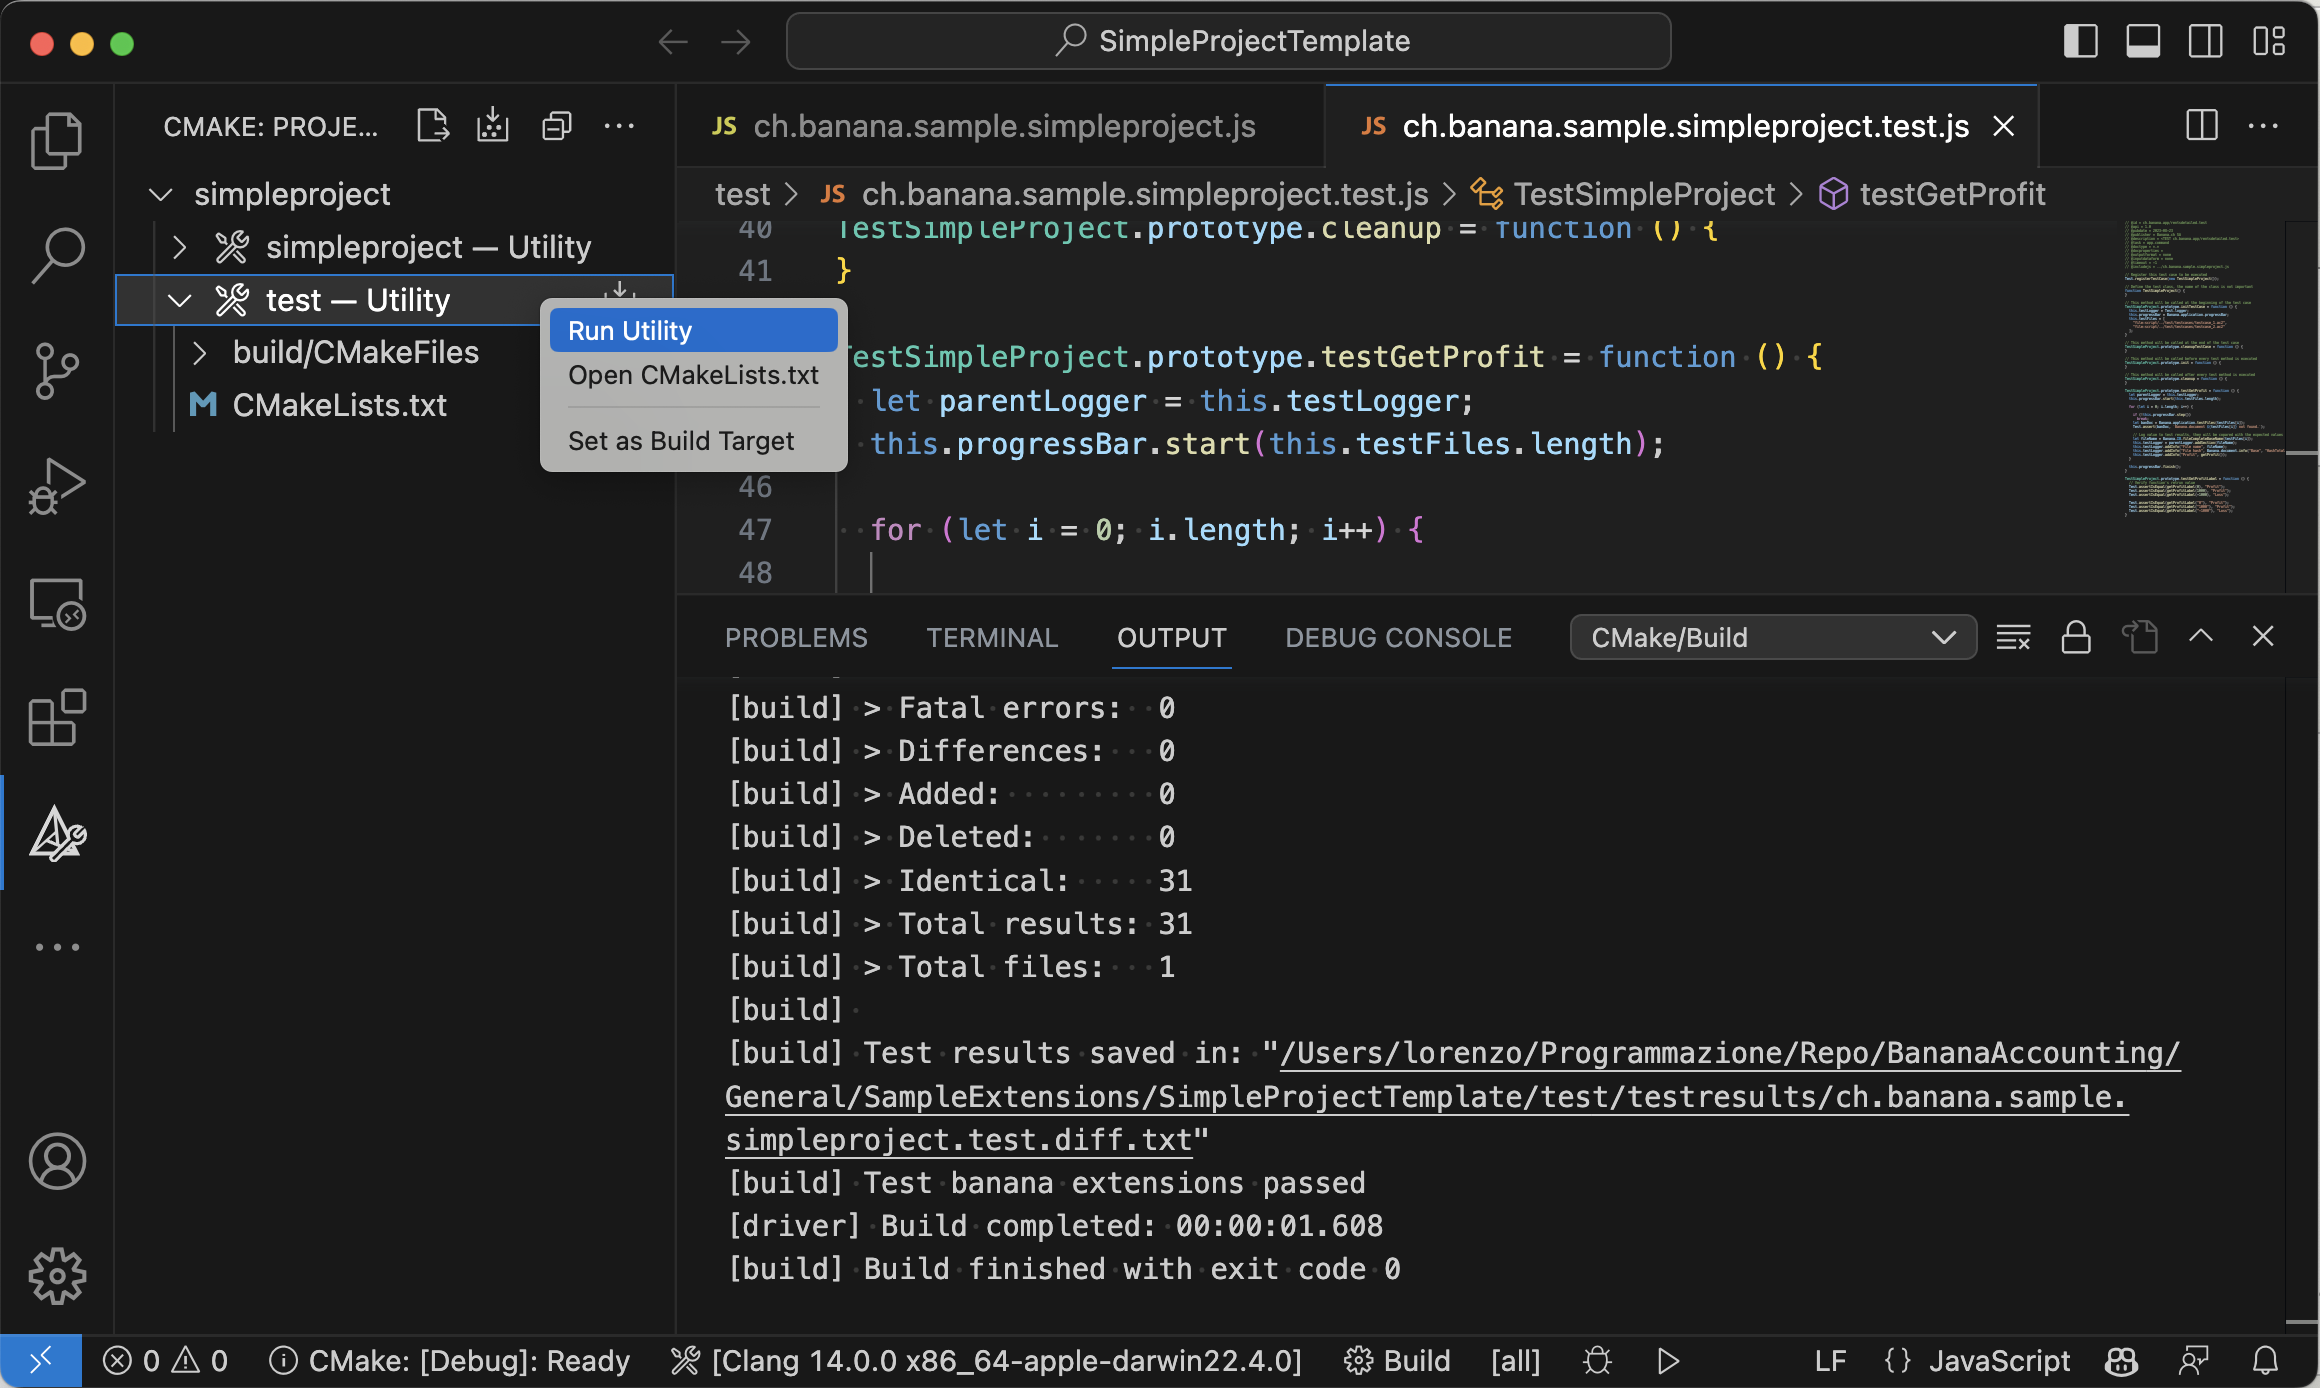 SimpleProjectTemplate
CMAKE: PROJE...
simpleproject
simpleproject — Utility
test — Utility
build/CMakeFiles
CMakeLists.txt
Run Utility
Open CMakeLists.txt
Set as Build Target
JS ch.banana.sample.simpleproject.js
JS ch.banana.sample.simpleproject.test.js
test > JS ch.banana.sample.simpleproject.test.js > TestSimpleProject > testGetProfit
40 TestSimpleProject.prototype.cleanup = function () {
41 }
estSimpleProject.prototype.testGetProfit = function () {
let parentLogger = this.testLogger;
this.progressBar.start(this.testFiles.length);
46
47 for (let i = 0; i.length; i++) {
48
PROBLEMS TERMINAL OUTPUT DEBUG CONSOLE CMake/Build
[build] > Fatal errors: 0
[build] > Differences: 0
[build] > Added: 0
[build] > Deleted: 0
[build] > Identical: 31
[build] > Total results: 31
[build] > Total files: 1
[build]
[build] Test results saved in: "/Users/lorenzo/Programmazione/Repo/BananaAccounting/
General/SampleExtensions/SimpleProjectTemplate/test/testresults/ch.banana.sample.
simpleproject.test.diff.txt"
[build] Test banana extensions passed
[driver] Build completed: 00:00:01.608
[build] Build finished with exit code 0
0 0 CMake: [Debug]: Ready [Clang 14.0.0 x86_64-apple-darwin22.4.0] Build [all] LF {} JavaScript